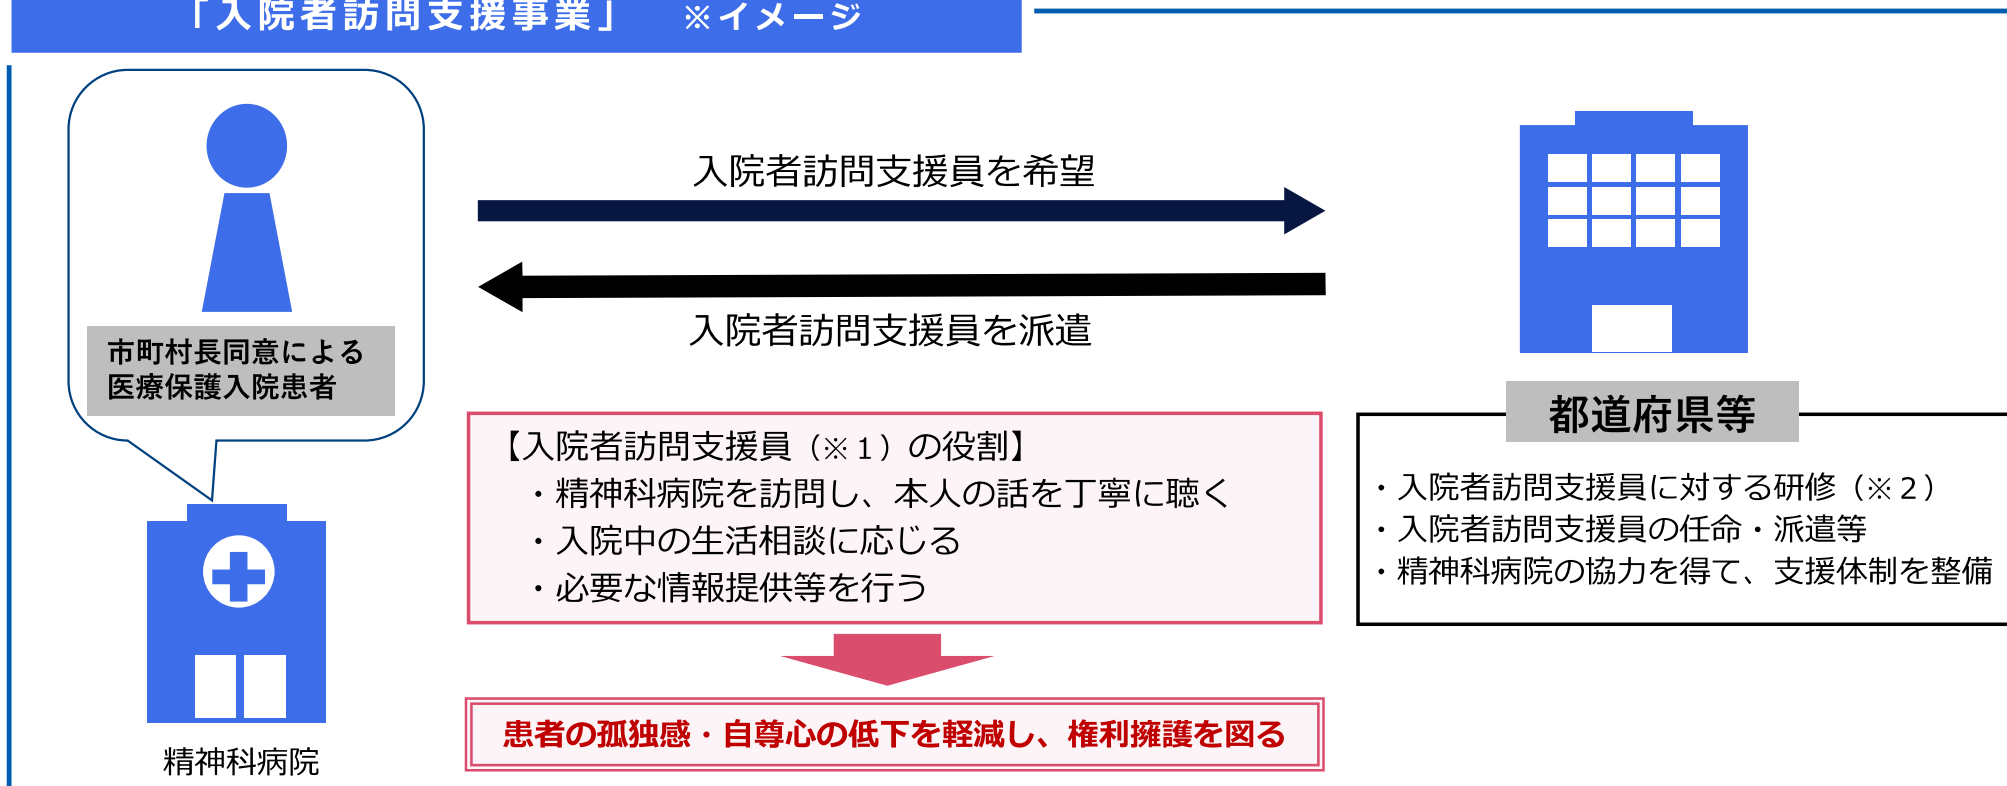 「入院者訪問支援事業」　※イメージ
入院者訪問支援員を希望
入院者訪問支援員を派遣
市町村長同意による
医療保護入院患者
精神科病院
【入院者訪問支援員（※１）の役割】
・精神科病院を訪問し、本人の話を丁寧に聴く
・入院中の生活相談に応じる
・必要な情報提供等を行う
患者の孤独感・自尊心の低下を軽減し、権利擁護を図る
都道府県等
・入院者訪問支援員に対する研修（※２）
・入院者訪問支援員の任命・派遣等
・精神科病院の協力を得て、支援体制を整備